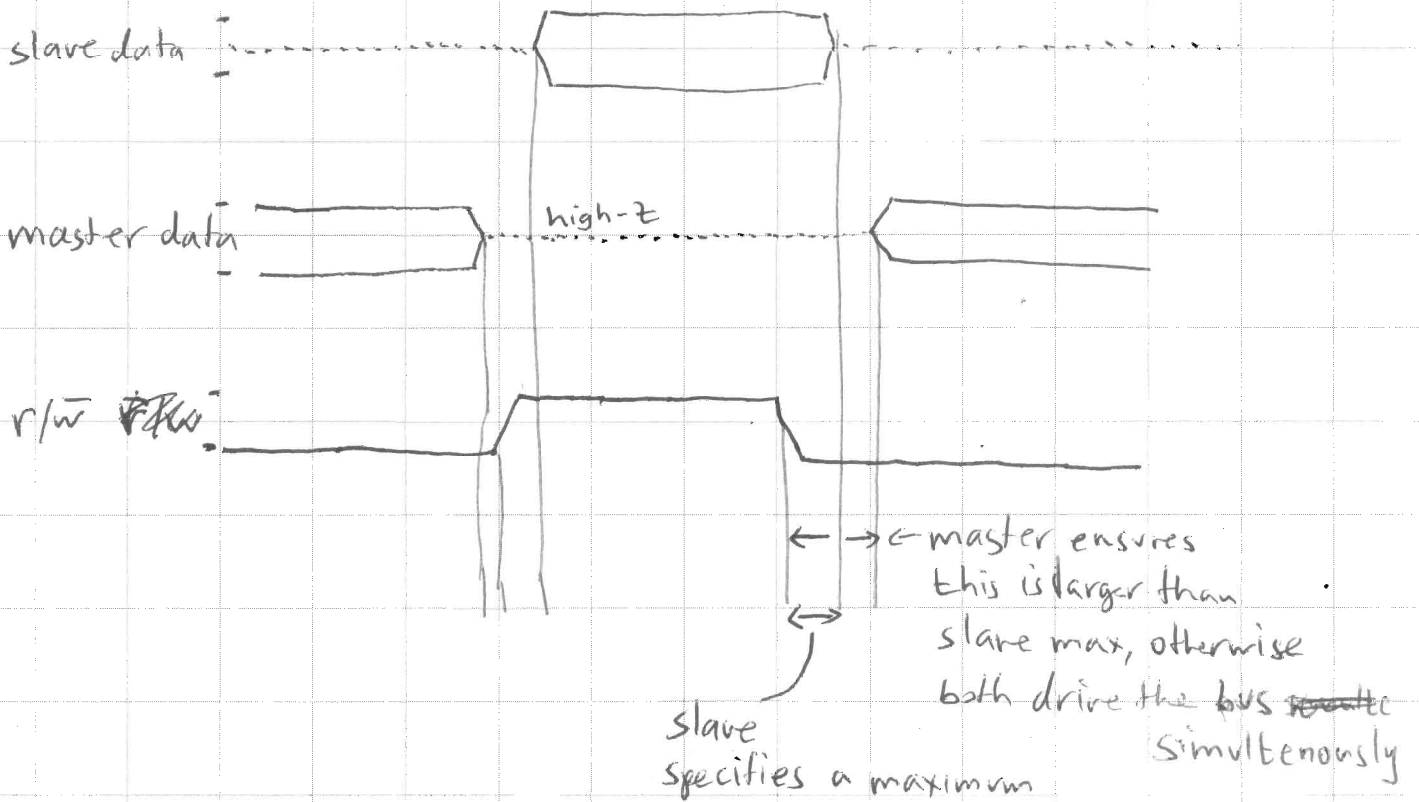 slave data
high-z
master data
r/w̄
← master ensures
this is larger than
slave max, otherwise
both drive the bus
simultenously
slave
specifies a maximum